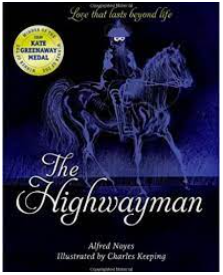 Love that lasts beyond life
WINNER OF THE
KATE
GREENAWAY
MEDAL
The
Highwayman
Alfred Noyes
Illustrated by Charles Keeping